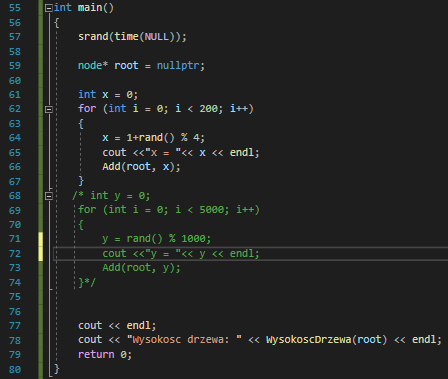 55 int main()
56 {
57 srand(time(NULL));
58
59 node* root = nullptr;
60
61 int x = 0;
62 for (int i = 0; i < 200; i++)
63 {
64 x = 1+rand() % 4;
65 cout <<"x = "<< x << endl;
66 Add(root, x);
67 }
68 /* int y = 0;
69 for (int i = 0; i < 5000; i++)
70 {
71 y = rand() % 1000;
72 cout <<"y = "<< y << endl;
73 Add(root, y);
74 }*/
75
76
77 cout << endl;
78 cout << "Wysokosc drzewa: " << WysokoscDrzewa(root) << endl;
79 return 0;
80 }